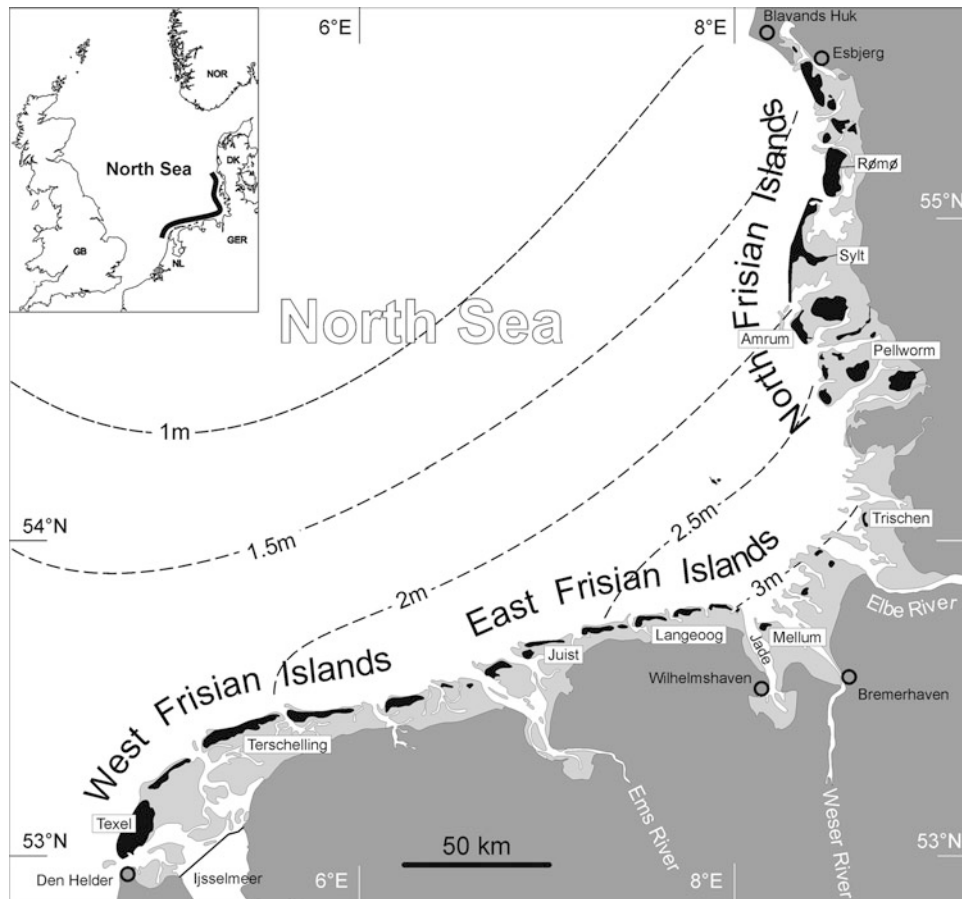 6°E
8°E
Blavands Huk
Esbjerg
NOR
North Sea
DK
GB
NL
GER
North Frisian Islands
Rømø
55°N
Sylt
North Sea
Amrum
Pellworm
1m
1.5m
2m
2.5m
3m
54°N
Trischen
Elbe River
East Frisian Islands
Langeoog
Mellum
Jade
Juist
Wilhelmshaven
Bremerhaven
West Frisian Islands
Terschelling
Texel
Ems River
Weser River
53°N
53°N
50 km
Den Helder
Ijsselmeer
6°E
8°E